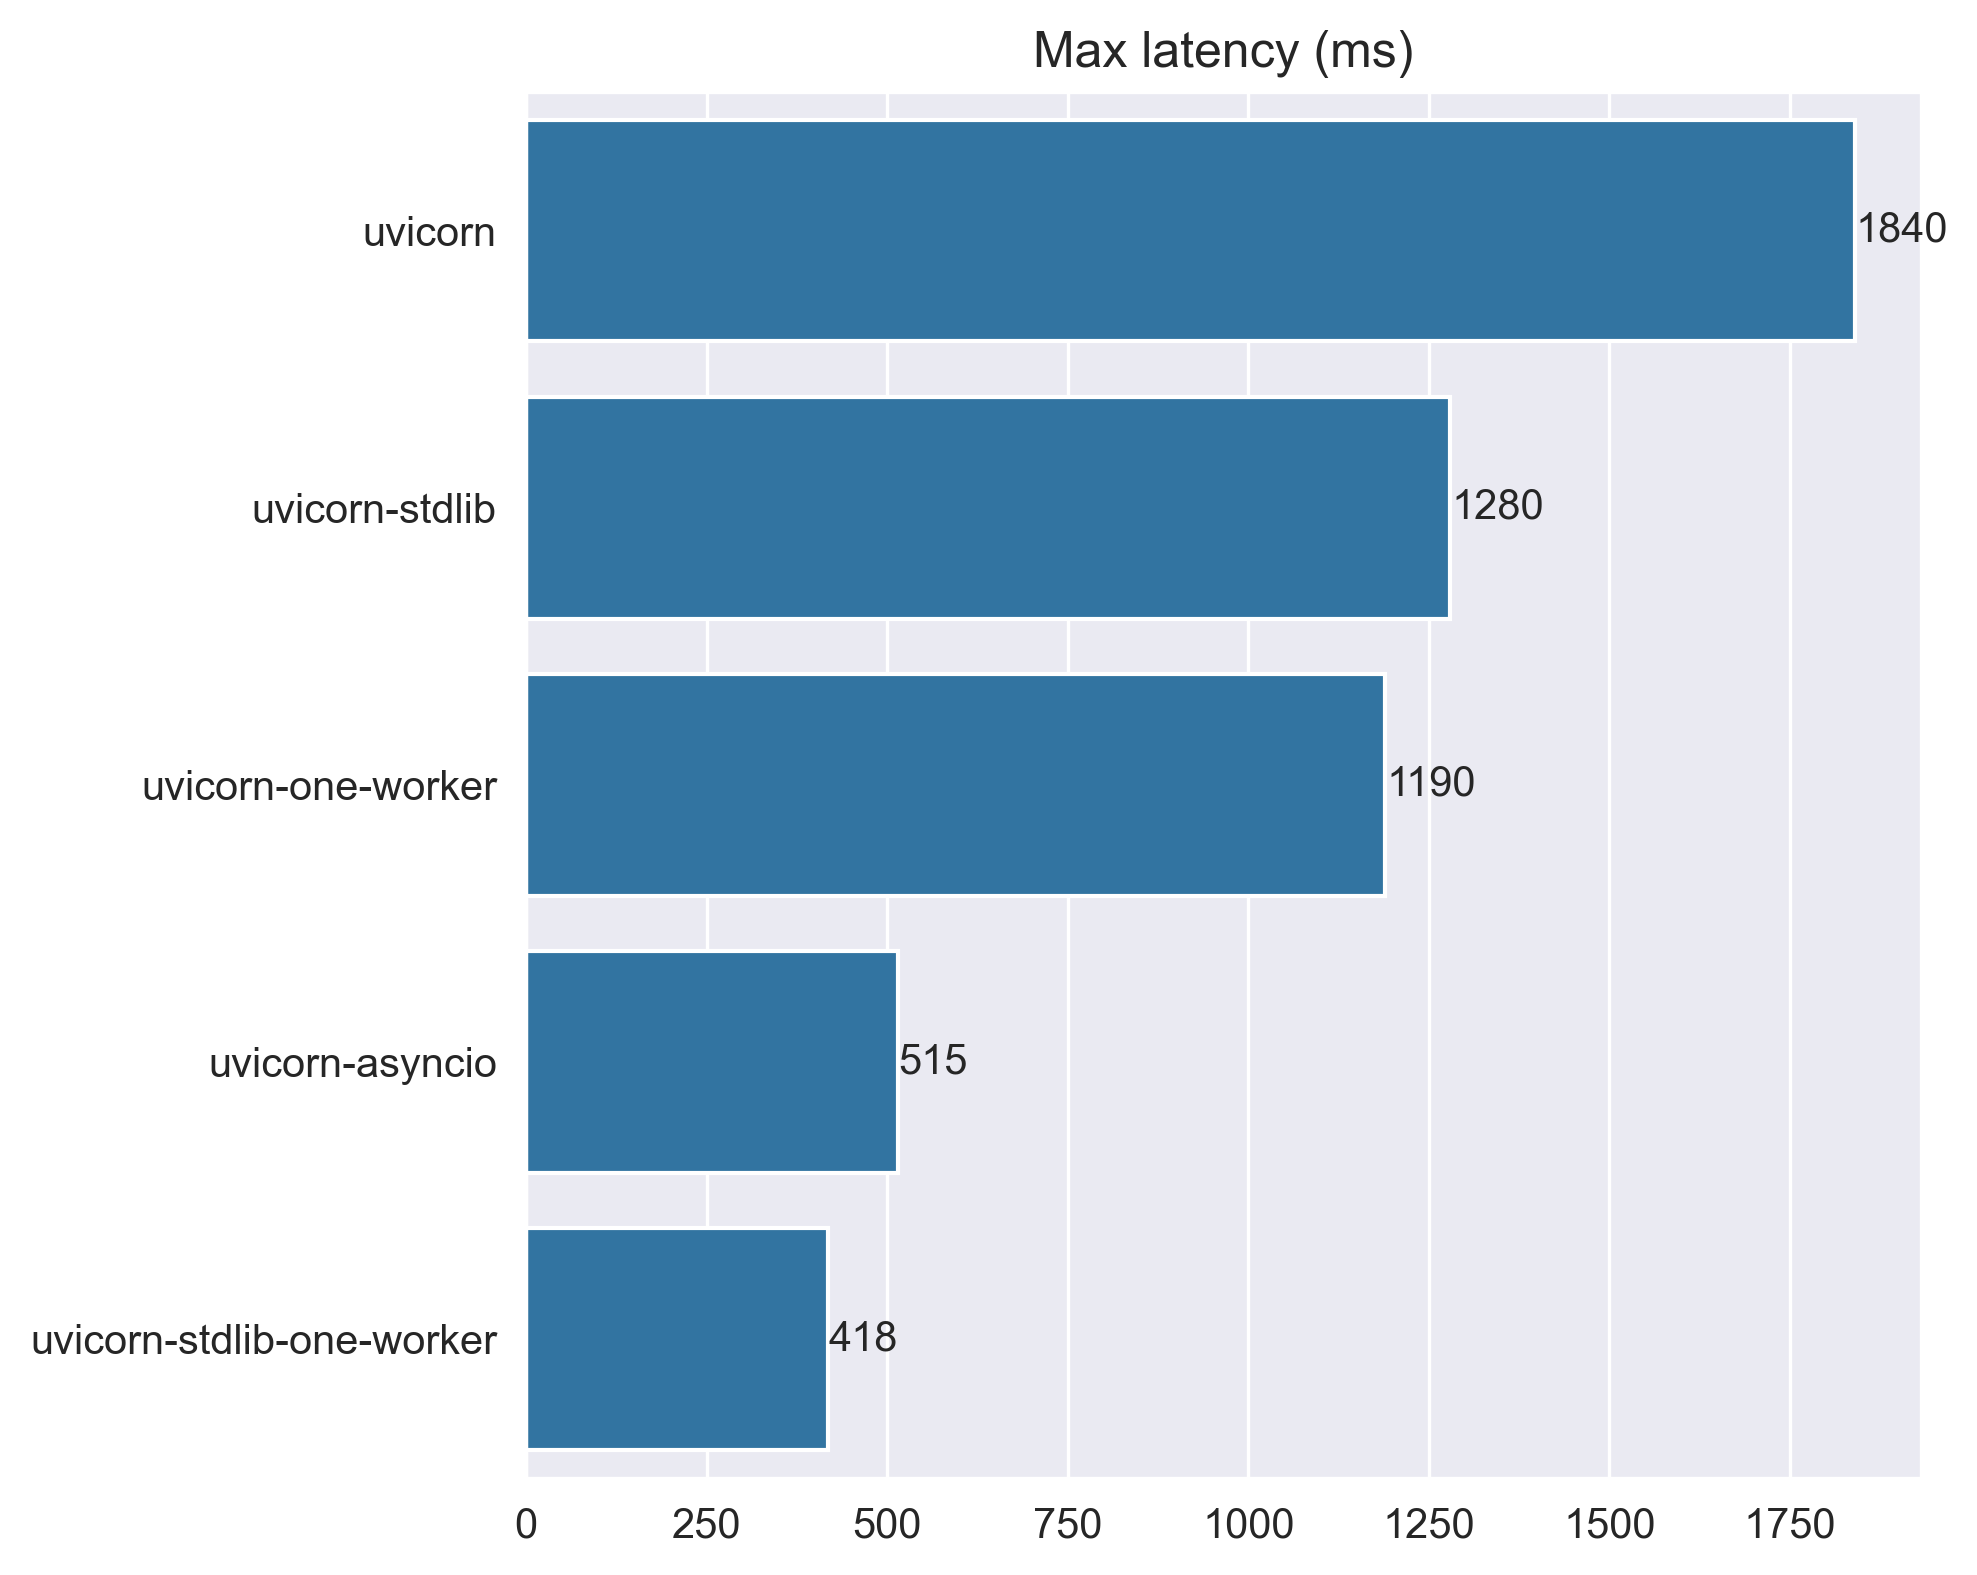 Max latency (ms)
uvicorn 1840
uvicorn-stdlib 1280
uvicorn-one-worker 1190
uvicorn-asyncio 515
uvicorn-stdlib-one-worker 418
0 250 500 750 1000 1250 1500 1750